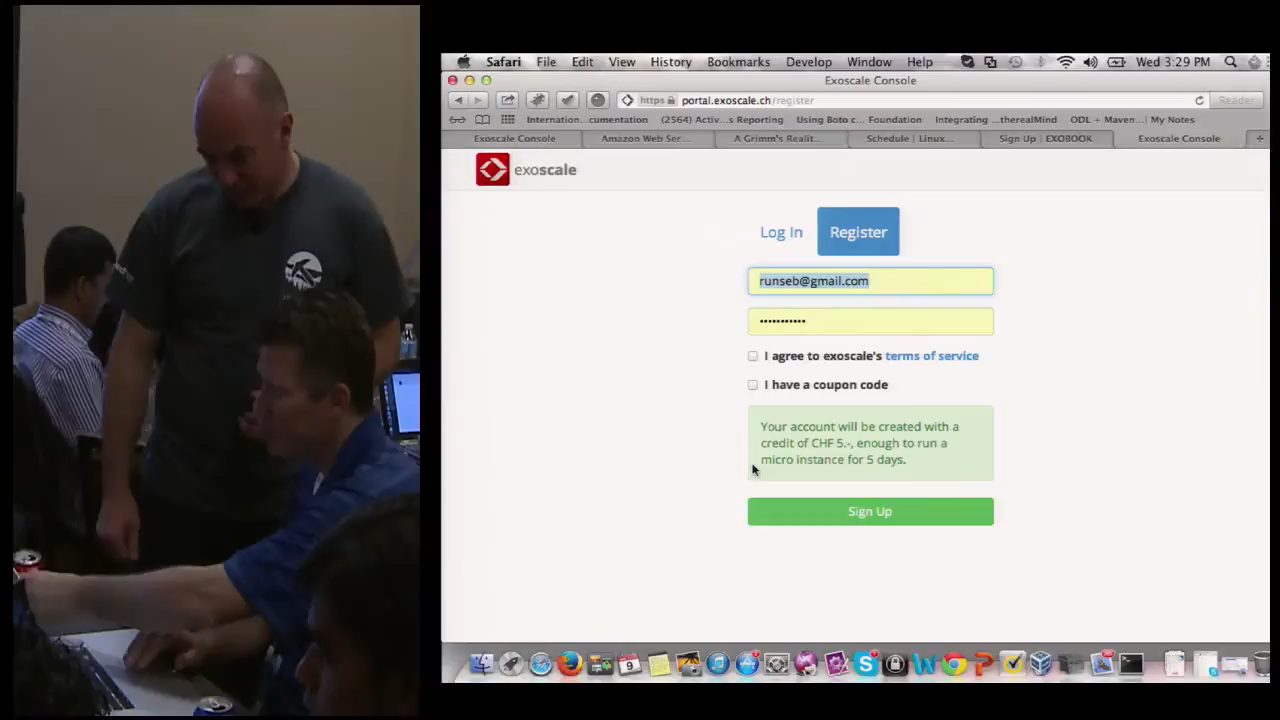 Safari File Edit View History Bookmarks Develop Window Help Wed 3:29 PM
Exoscale Console
https portal.exoscale.ch/register Reader
Internation...cumentation (2564) Activ...s Reporting Using Boto c... Foundation Integrating ...therealMind ODL + Maven...| My Notes
Exoscale Console Amazon Web Ser... A Grimm's Realit... Schedule | Linux... Sign Up | EXOBOOK Exoscale Console
exoscale
Log In Register
runseb@gmail.com
•••••••••••
I agree to exoscale's terms of service
I have a coupon code
Your account will be created with a
credit of CHF 5.-, enough to run a
micro instance for 5 days.
Sign Up
9